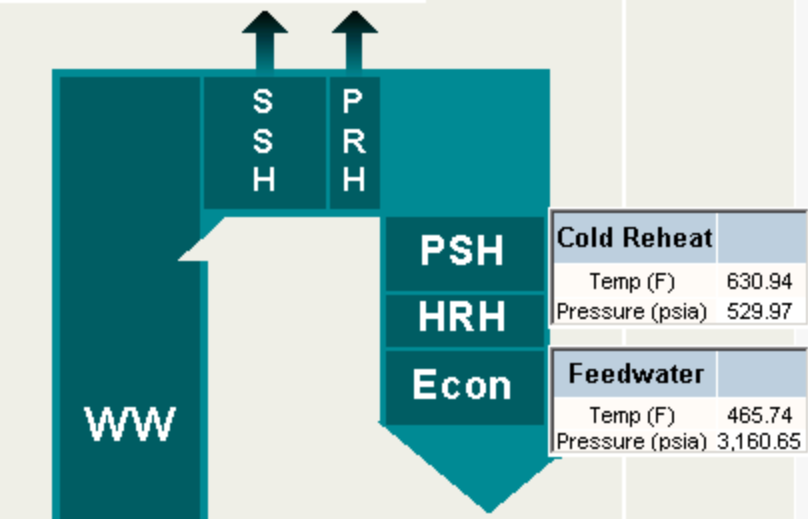 S
S
H
P
R
H
PSH
HRH
Econ
WW
Cold Reheat
Temp (F) 630.94
Pressure (psia) 529.97
Feedwater
Temp (F) 465.74
Pressure (psia) 3,160.65